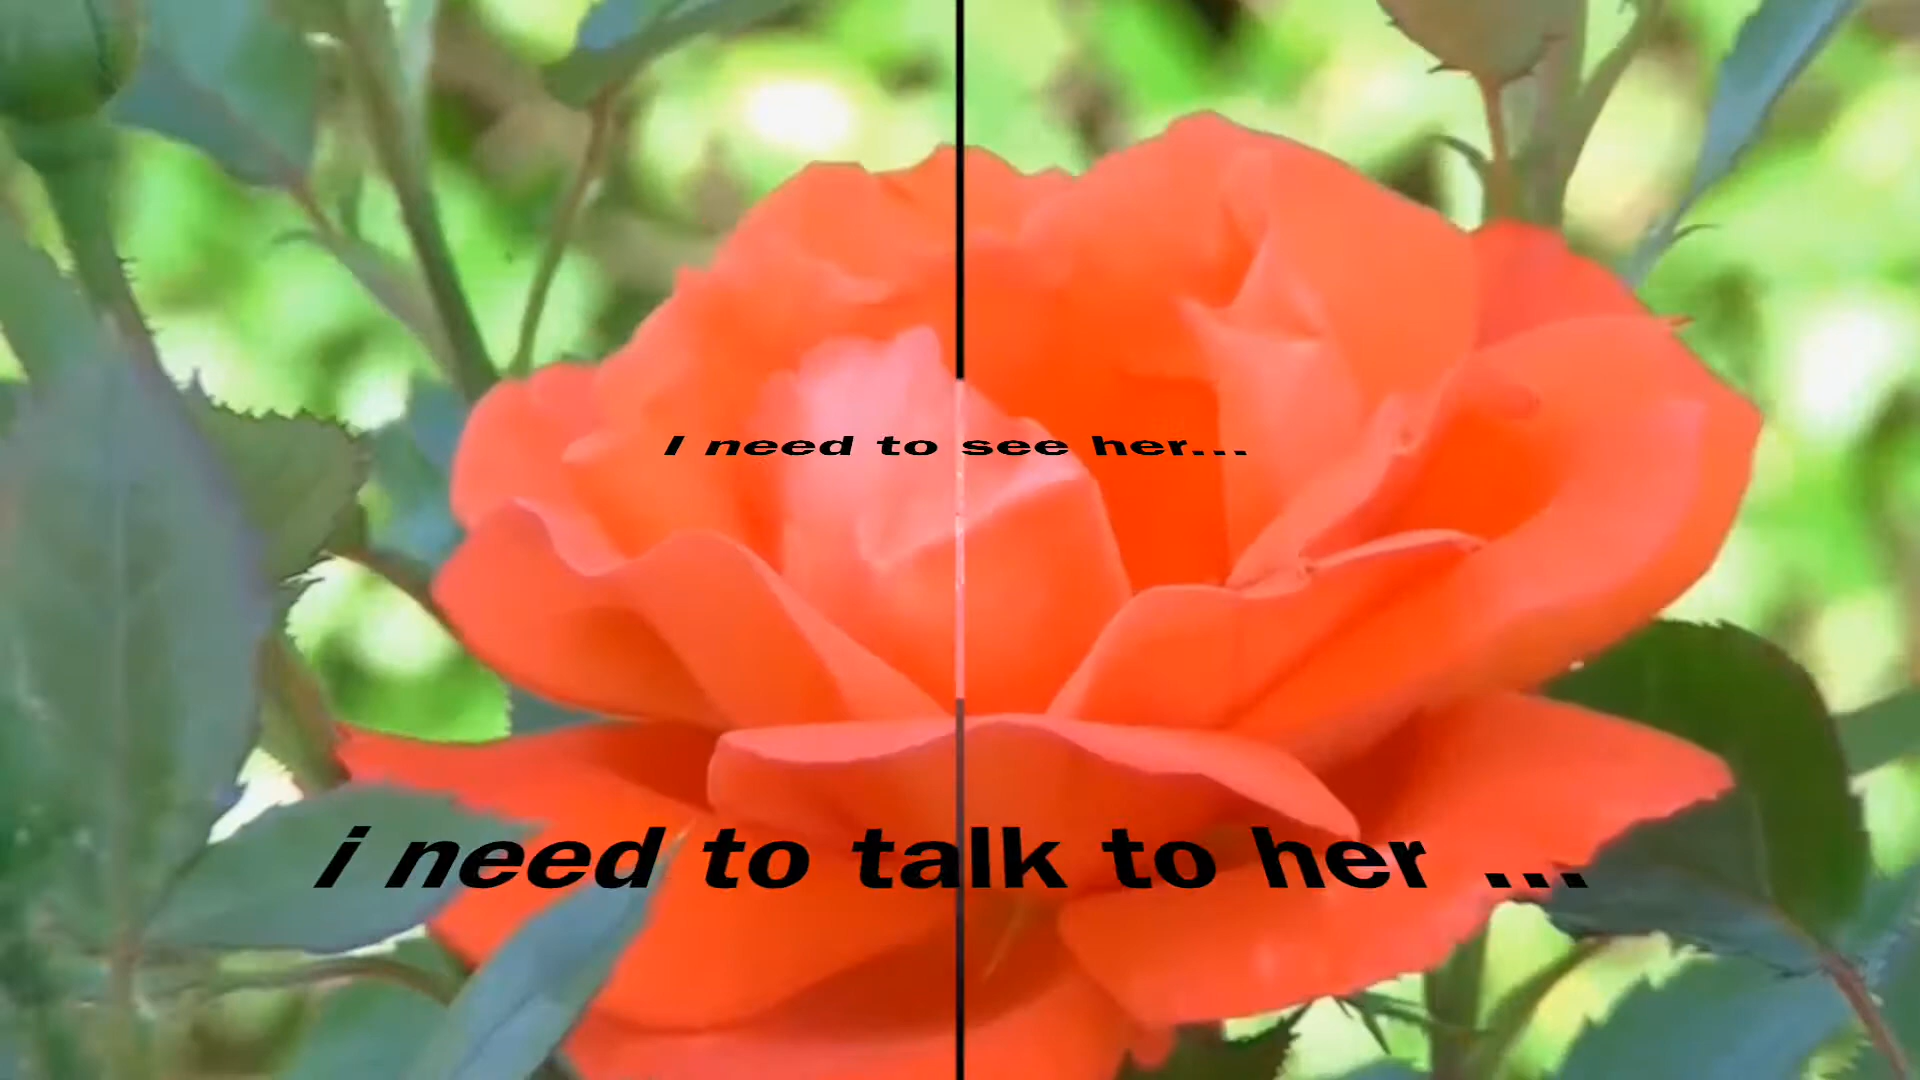 I need to see her...
i need to talk to her ...